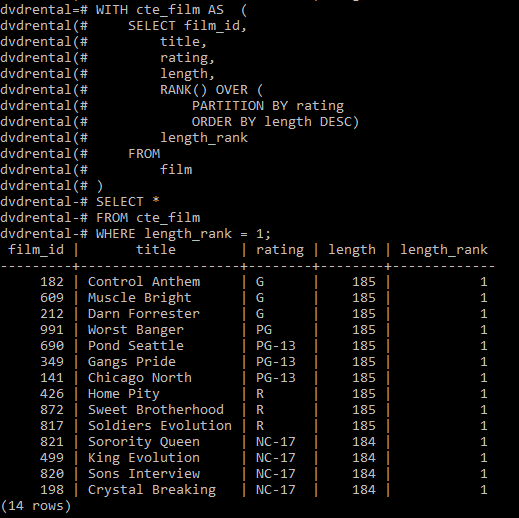 dvdrental=# WITH cte_film AS  (
dvdrental(#     SELECT film_id,
dvdrental(#         title,
dvdrental(#         rating,
dvdrental(#         length,
dvdrental(#         RANK() OVER (
dvdrental(#             PARTITION BY rating
dvdrental(#             ORDER BY length DESC)
dvdrental(#         length_rank
dvdrental(#     FROM
dvdrental(#         film
dvdrental(# )
dvdrental-# SELECT *
dvdrental-# FROM cte_film
dvdrental-# WHERE length_rank = 1;
 film_id |       title        | rating | length | length_rank
---------+--------------------+--------+--------+-------------
     182 | Control Anthem     | G      |    185 |           1
     609 | Muscle Bright      | G      |    185 |           1
     212 | Darn Forrester     | G      |    185 |           1
     991 | Worst Banger       | PG     |    185 |           1
     690 | Pond Seattle       | PG-13  |    185 |           1
     349 | Gangs Pride        | PG-13  |    185 |           1
     141 | Chicago North      | PG-13  |    185 |           1
     426 | Home Pity          | R      |    185 |           1
     872 | Sweet Brotherhood  | R      |    185 |           1
     817 | Soldiers Evolution | R      |    185 |           1
     821 | Sorority Queen     | NC-17  |    184 |           1
     499 | King Evolution     | NC-17  |    184 |           1
     820 | Sons Interview     | NC-17  |    184 |           1
     198 | Crystal Breaking   | NC-17  |    184 |           1
(14 rows)